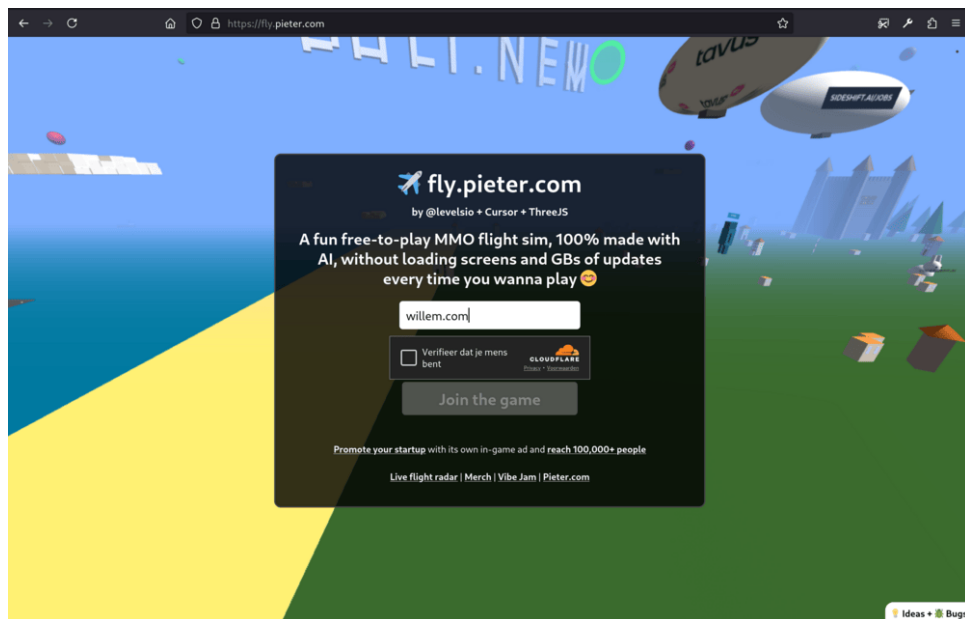 https://fly.pieter.com
tavus
tavus
SIDESHIFT.AI/JOBS
✈️ fly.pieter.com
by @levelsio + Cursor + ThreeJS
A fun free-to-play MMO flight sim, 100% made with
AI, without loading screens and GBs of updates
every time you wanna play 😊
willem.com
Verifieer dat je mens
bent
CLOUDFLARE
Privacy • Voorwaarden
Join the game
Promote your startup with its own in-game ad and reach 100,000+ people
Live flight radar | Merch | Vibe Jam | Pieter.com
💡 Ideas + 🐞 Bugs